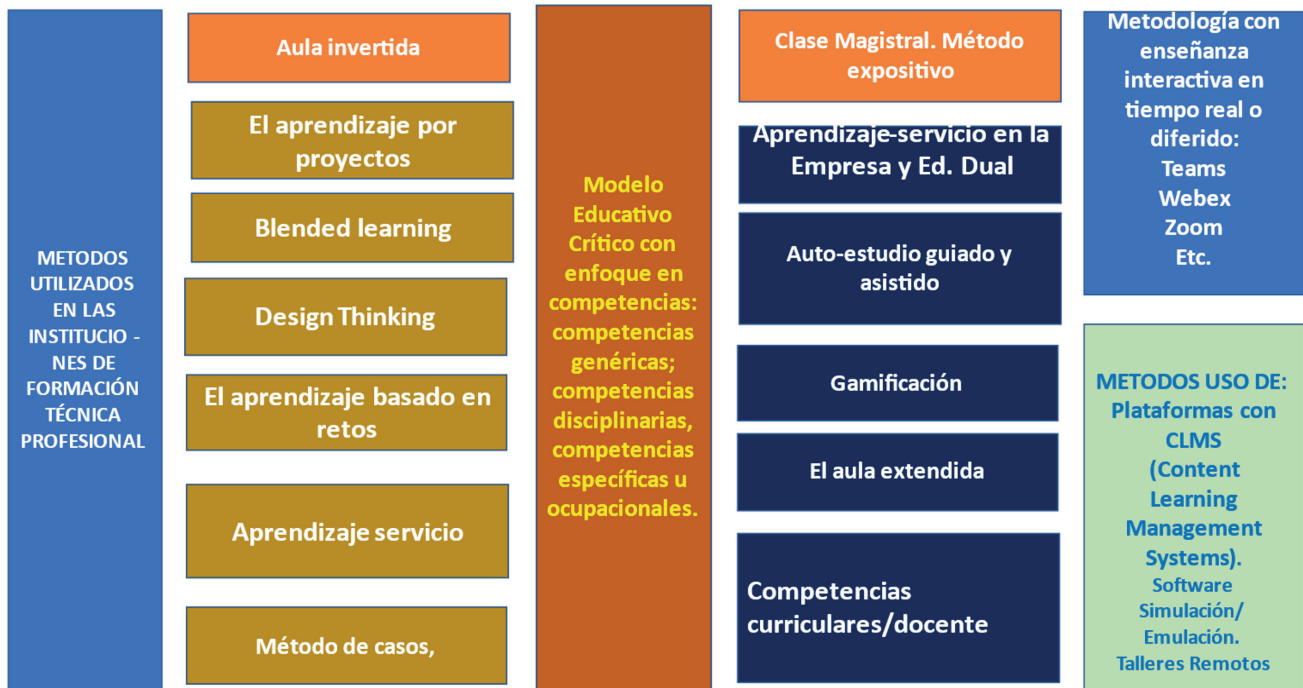 METODOS
UTILIZADOS
EN LAS
INSTITUCIO -
NES DE
FORMACIÓN
TÉCNICA
PROFESIONAL
Aula invertida
El aprendizaje por
proyectos
Blended learning
Design Thinking
El aprendizaje basado en
retos
Aprendizaje servicio
Método de casos,
Modelo
Educativo
Crítico con
enfoque en
competencias:
competencias
genéricas;
competencias
disciplinarias,
competencias
específicas u
ocupacionales.
Clase Magistral. Método
expositivo
Aprendizaje-servicio en la
Empresa y Ed. Dual
Auto-estudio guiado y
asistido
Gamificación
El aula extendida
Competencias
curriculares/docente
Metodología con
enseñanza
interactiva en
tiempo real o
diferido:
Teams
Webex
Zoom
Etc.
METODOS USO DE:
Plataformas con
CLMS
(Content
Learning
Management
Systems).
Software
Simulación/
Emulación.
Talleres Remotos